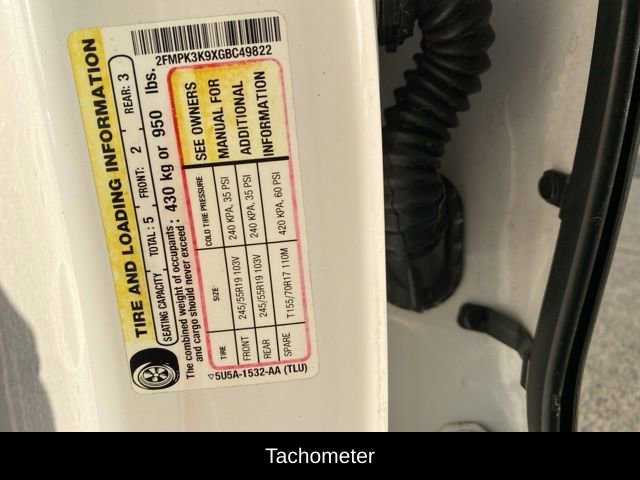 TIRE AND LOADING INFORMATION
SEATING CAPACITY TOTAL: 5 FRONT: 2 REAR: 3
The combined weight of occupants
and cargo should never exceed : 430 kg or 950 lbs.
TIRE SIZE: COLD TIRE PRESSURE
FRONT 245/55R19 103V 240 KPA, 35 PSI
REAR 245/55R19 103V 240 KPA, 35 PSI
SPARE T155/70R17 110M 420 KPA, 60 PSI
SEE OWNERS
MANUAL FOR
ADDITIONAL
INFORMATION
5U5A-1532-AA (TLU)
2FMPK3K9XGBC49822
Tachometer